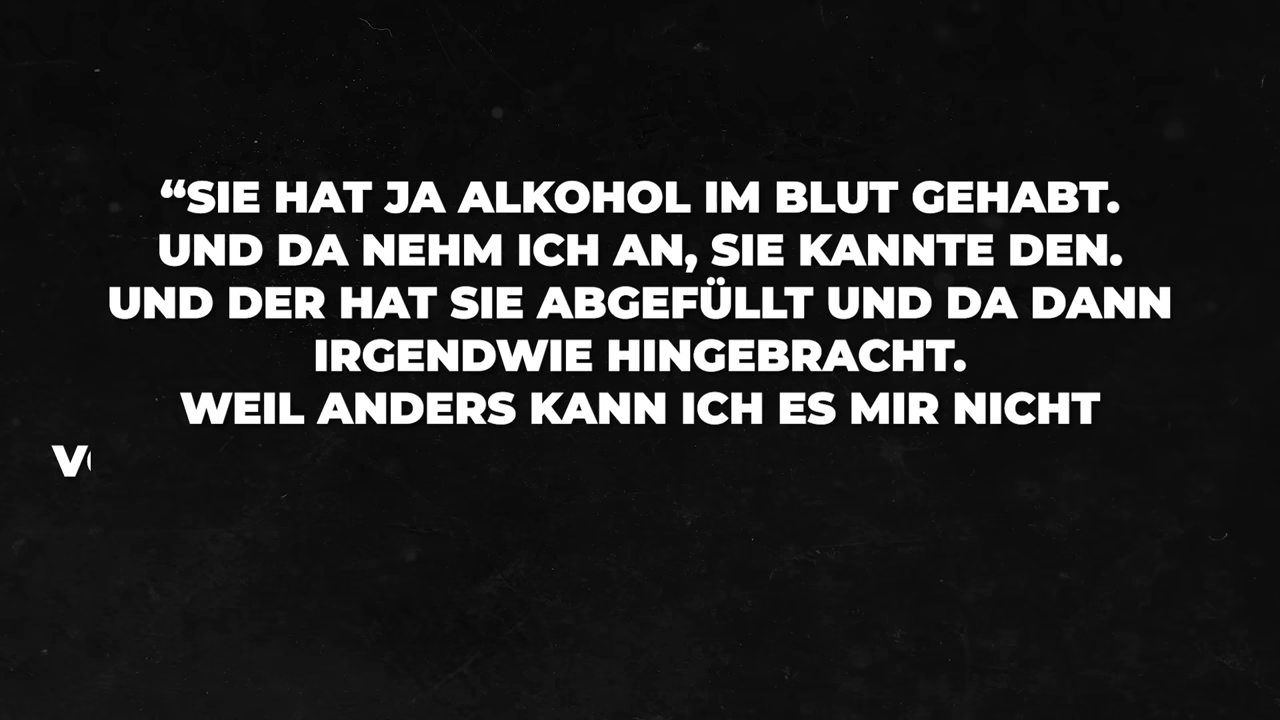 “SIE HAT JA ALKOHOL IM BLUT GEHABT.
UND DA NEHM ICH AN, SIE KANNTE DEN.
UND DER HAT SIE ABGEFÜLLT UND DA DANN
IRGENDWIE HINGEBRACHT.
WEIL ANDERS KANN ICH ES MIR NICHT